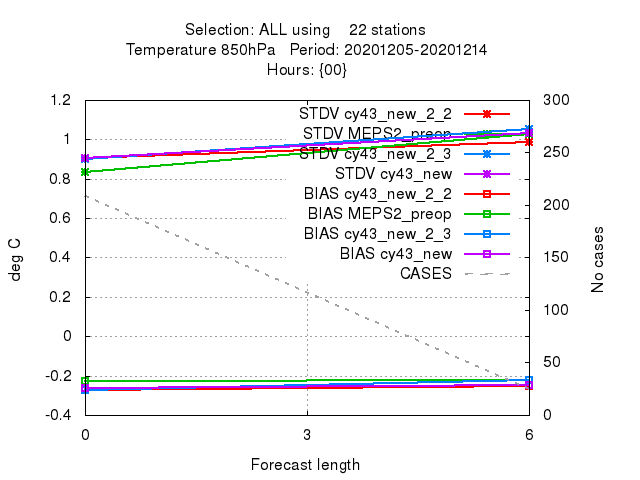 Selection: ALL using 22 stations
Temperature 850hPa Period: 20201205-20201214
Hours: {00}
1.2
1
0.8
0.6
0.4
0.2
0
-0.2
-0.4
deg C
300
250
200
150
100
50
0
No cases
STDV cy43_new_2_2
STDV MEPS2_preop
STDV cy43_new_2_3
STDV cy43_new
BIAS cy43_new_2_2
BIAS MEPS2_preop
BIAS cy43_new_2_3
BIAS cy43_new
CASES
0 3 6
Forecast length